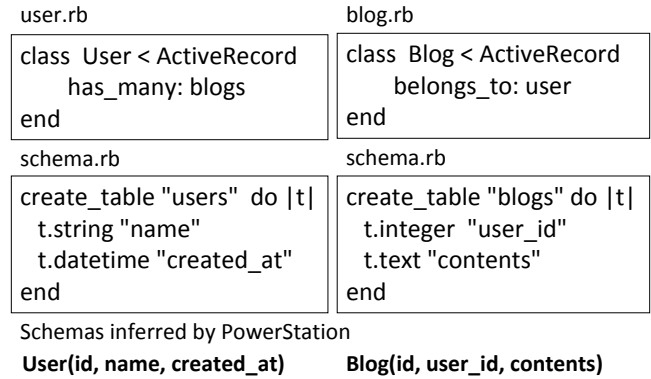 user.rb
class  User < ActiveRecord
has_many: blogs
end
schema.rb
create_table "users"  do |t|
t.string "name"
t.datetime "created_at"
end
blog.rb
class  Blog < ActiveRecord
belongs_to: user
end
schema.rb
create_table "blogs" do |t|
t.integer  "user_id"
t.text "contents"
end
Schemas inferred by PowerStation
User(id, name, created_at)
Blog(id, user_id, contents)